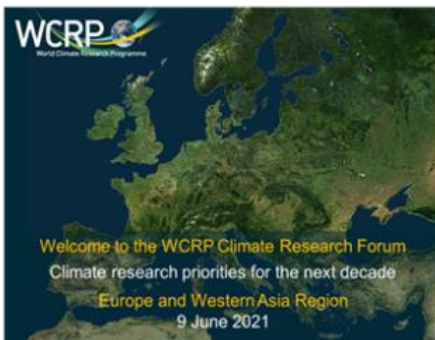 WCRP
World Climate Research Programme
Welcome to the WCRP Climate Research Forum
Climate research priorities for the next decade
Europe and Western Asia Region
9 June 2021